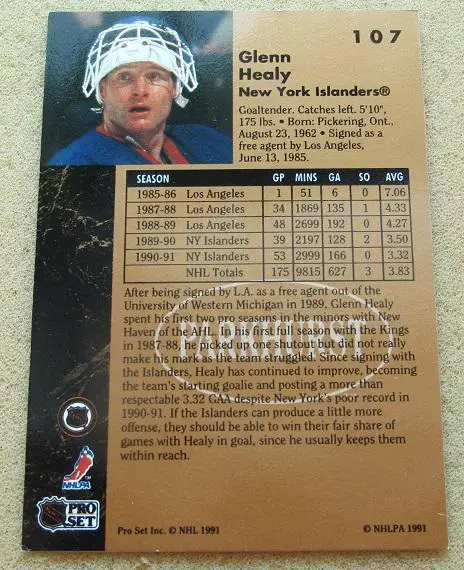 107
Glenn
Healy
New York Islanders®
Goaltender. Catches left. 5'10",
175 lbs. • Born: Pickering, Ont.,
August 23, 1962 • Signed as a
free agent by Los Angeles,
June 13, 1985.
SEASON GP MINS GA SO AVG
1985-86 Los Angeles 1 51 6 0 7.06
1987-88 Los Angeles 34 1869 135 1 4.33
1988-89 Los Angeles 48 2699 192 0 4.27
1989-90 NY Islanders 39 2197 128 2 3.50
1990-91 NY Islanders 53 2999 166 0 3.32
NHL Totals 175 9815 627 3 3.83
After being signed by L.A. as a free agent out of the
University of Western Michigan in 1989, Glenn Healy
spent his first two pro seasons in the minors with New
Haven of the AHL. In his first full season with the Kings
in 1987-88, he picked up one shutout but did not really
make his mark as the team struggled. Since signing with
the Islanders, Healy has continued to improve, becoming
the team's starting goalie and posting a more than
respectable 3.32 GAA despite New York's poor record in
1990-91. If the Islanders can produce a little more
offense, they should be able to win their fair share of
games with Healy in goal, since he usually keeps them
within reach.
NHLPA™
PRO
SET
Pro Set Inc. © NHL 1991
© NHLPA 1991